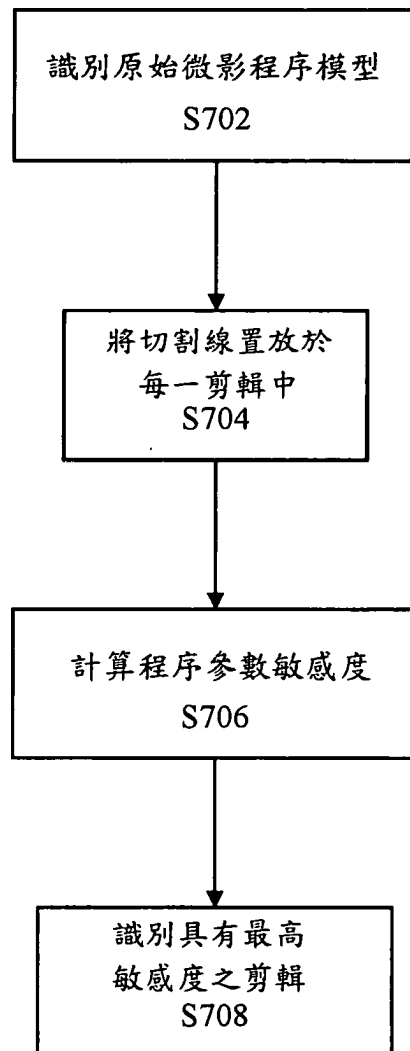 識別原始微影程序模型
S702
將切割線置放於
每一剪輯中
S704
計算程序參數敏感度
S706
識別具有最高
敏感度之剪輯
S708